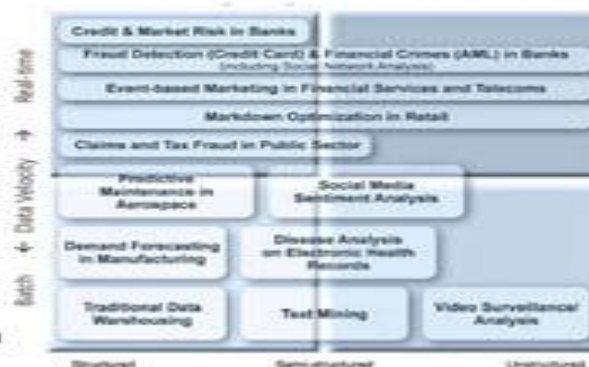 Credit & Market Risk in Banks
Fraud Detection (Credit Card) & Financial Crimes (AML) in Banks
(including Social Network Analysis)
Event-based Marketing in Financial Services and Telecoms
Markdown Optimization in Retail
Claims and Tax Fraud in Public Sector
Predictive
Maintenance in
Aerospace
Social Media
Sentiment Analysis
Demand Forecasting
in Manufacturing
Disease Analysis
on Electronic Health
Records
Traditional Data
Warehousing
Text Mining
Video Surveillance/
Analysis
Batch ← Data Velocity → Real-time
Structured
Semi-structured
Unstructured